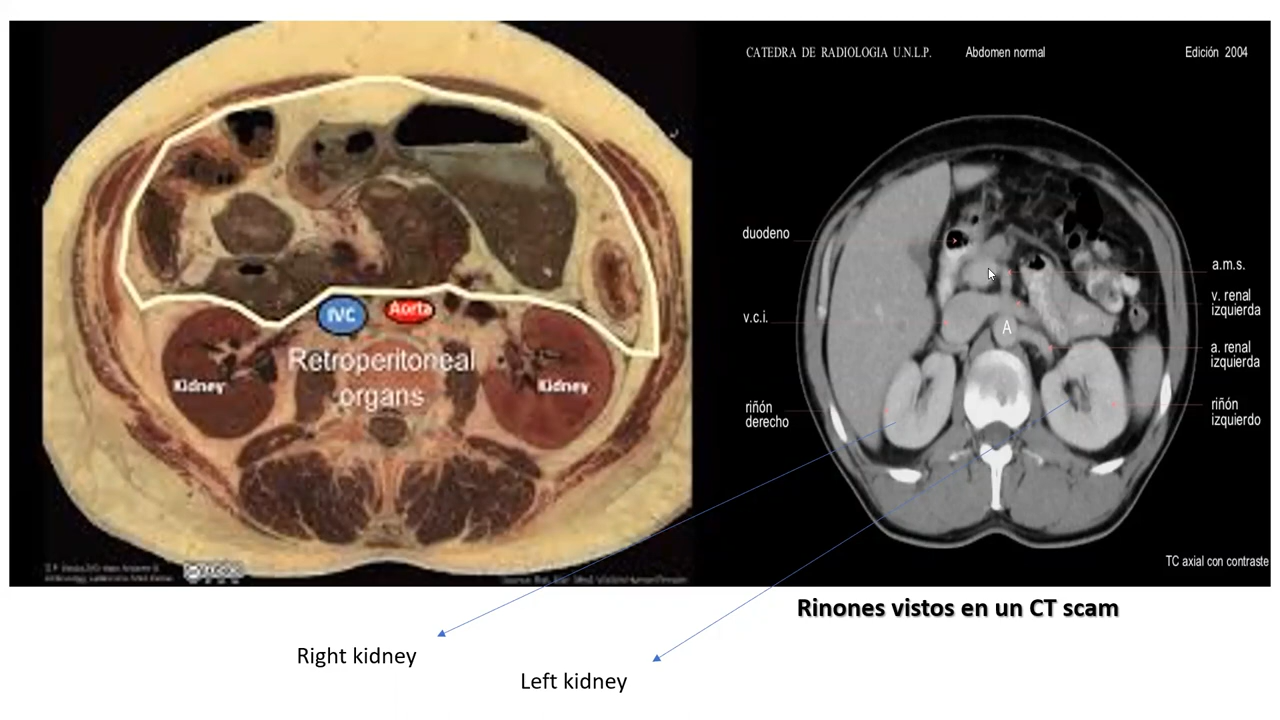 IVC
Aorta
Retroperitoneal
organs
Kidney
Kidney
CATEDRA DE RADIOLOGIA U.N.L.P.
Abdomen normal
Edición 2004
duodeno
v.c.i.
riñón
derecho
A
a.m.s.
v. renal
izquierda
a. renal
izquierda
riñón
izquierdo
TC axial con contraste
Rinones vistos en un CT scam
Right kidney
Left kidney